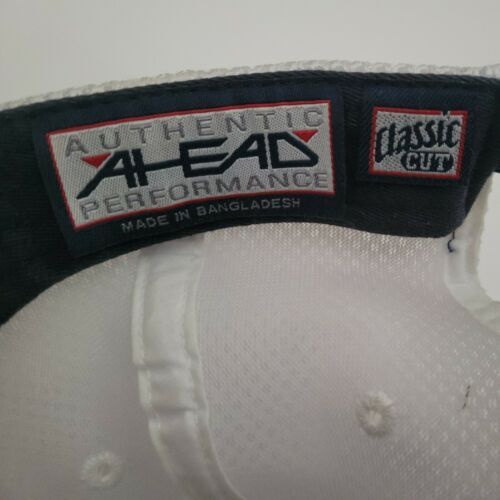 AUTHENTIC
AHEAD
PERFORMANCE
MADE IN BANGLADESH
Classic
CUT